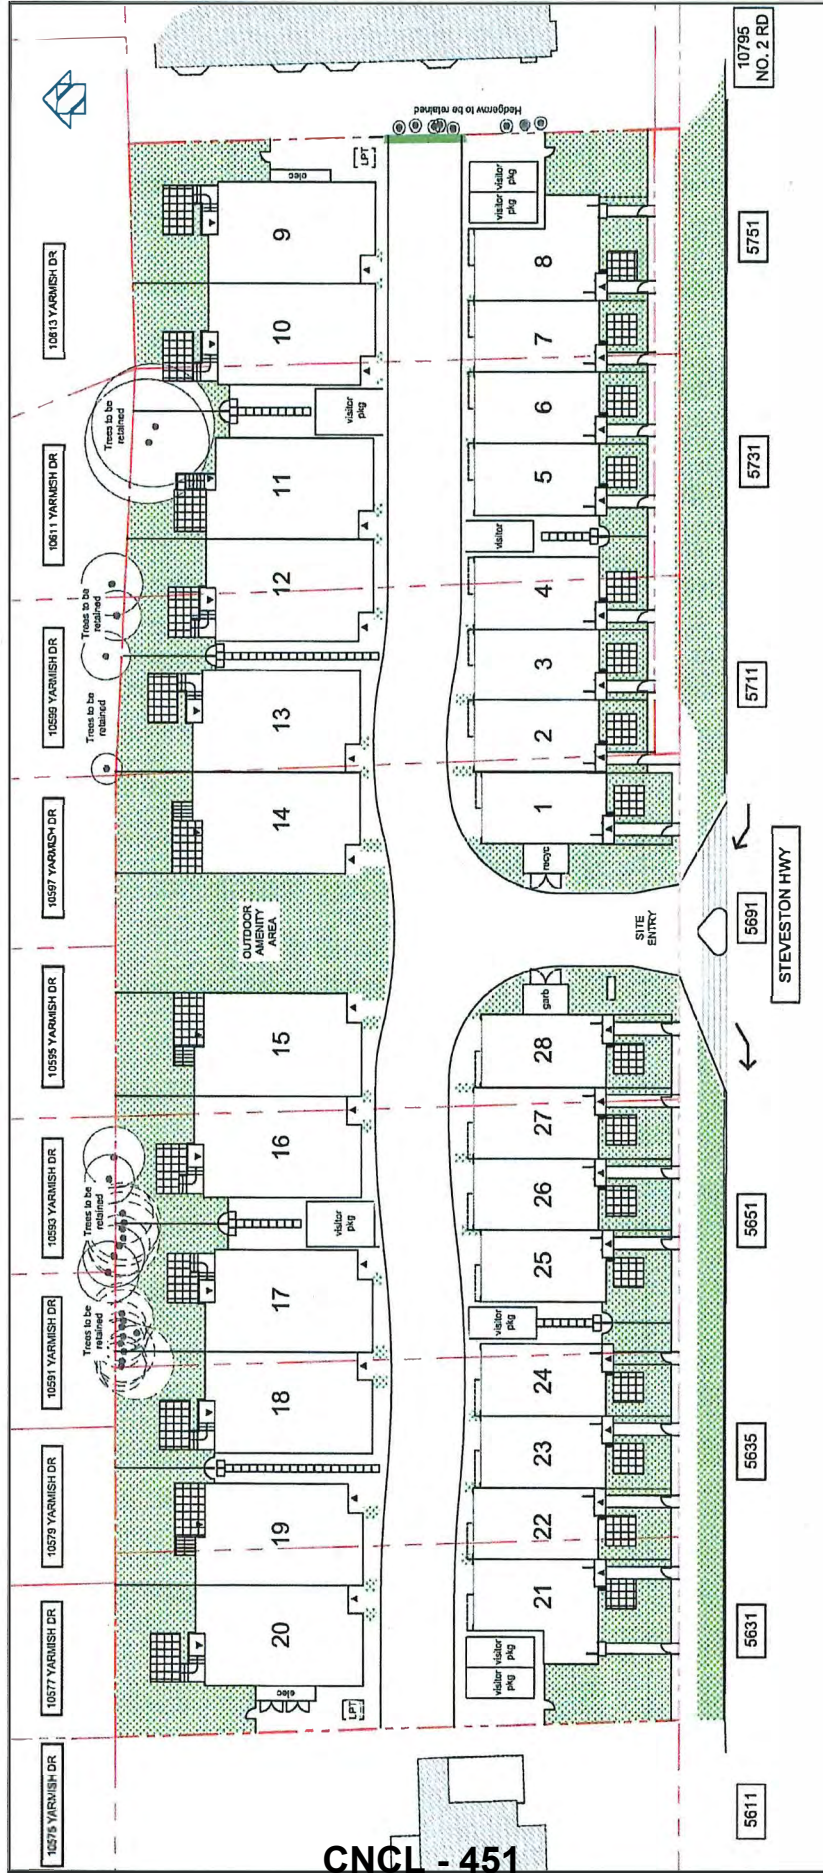 10575 YARMISH DR
10577 YARMISH DR
10579 YARMISH DR
10591 YARMISH DR
10593 YARMISH DR
10595 YARMISH DR
10597 YARMISH DR
10599 YARMISH DR
10611 YARMISH DR
10613 YARMISH DR
Trees to be
retained
Trees to be
retained
Trees to be
retained
Trees to be
retained
Trees to be
retained
20
19
18
17
16
15
14
13
12
11
10
9
elec
elec
LPT
LPT
visitor
pkg
visitor
pkg
OUTDOOR
AMENITY
AREA
Hedgerow to be retained
visitor
pkg
visitor
pkg
visitor
pkg
visitor
visitor
pkg
visitor
pkg
21
22
23
24
25
26
27
28
garb
recyc
1
2
3
4
5
6
7
8
SITE
ENTRY
5611
5631
5635
5651
5691
5711
5731
5751
10795
NO. 2 RD
STEVESTON HWY
CNCL - 451